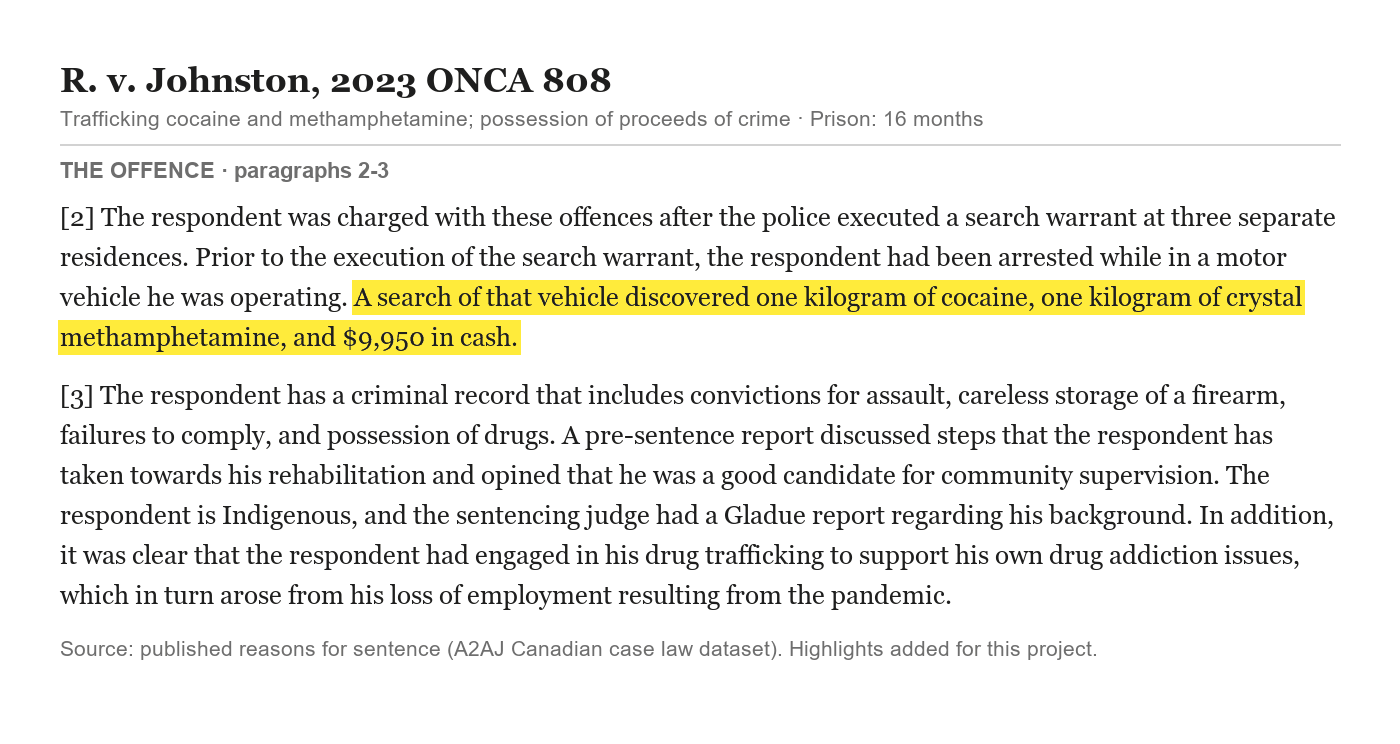 R. v. Johnston, 2023 ONCA 808
Trafficking cocaine and methamphetamine; possession of proceeds of crime · Prison: 16 months
THE OFFENCE · paragraphs 2-3
[2] The respondent was charged with these offences after the police executed a search warrant at three separate
residences. Prior to the execution of the search warrant, the respondent had been arrested while in a motor
vehicle he was operating. A search of that vehicle discovered one kilogram of cocaine, one kilogram of crystal
methamphetamine, and $9,950 in cash.
[3] The respondent has a criminal record that includes convictions for assault, careless storage of a firearm,
failures to comply, and possession of drugs. A pre-sentence report discussed steps that the respondent has
taken towards his rehabilitation and opined that he was a good candidate for community supervision. The
respondent is Indigenous, and the sentencing judge had a Gladue report regarding his background. In addition,
it was clear that the respondent had engaged in his drug trafficking to support his own drug addiction issues,
which in turn arose from his loss of employment resulting from the pandemic.
Source: published reasons for sentence (A2AJ Canadian case law dataset). Highlights added for this project.